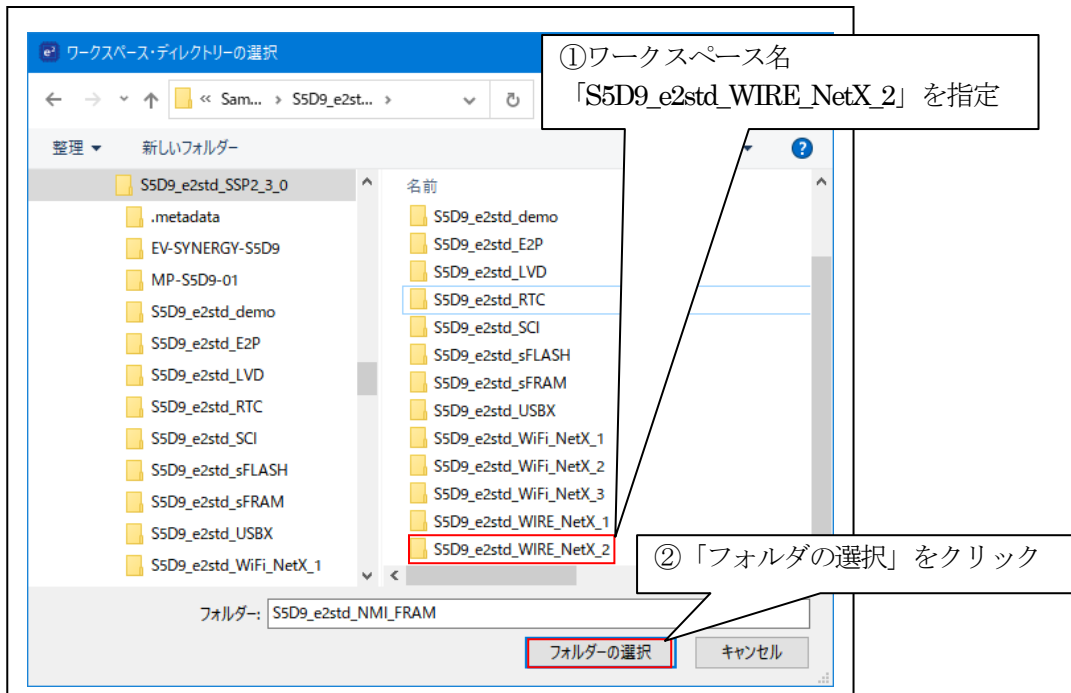 e² ワークスペース・ディレクトリーの選択
①ワークスペース名
「S5D9_e2std_WIRE_NetX_2」を指定
« Sam... › S5D9_e2st... ›
整理 新しいフォルダー
?
S5D9_e2std_SSP2_3_0
.metadata
EV-SYNERGY-S5D9
MP-S5D9-01
S5D9_e2std_demo
S5D9_e2std_E2P
S5D9_e2std_LVD
S5D9_e2std_RTC
S5D9_e2std_SCI
S5D9_e2std_sFLASH
S5D9_e2std_sFRAM
S5D9_e2std_USBX
S5D9_e2std_WiFi_NetX_1
名前
S5D9_e2std_demo
S5D9_e2std_E2P
S5D9_e2std_LVD
S5D9_e2std_RTC
S5D9_e2std_SCI
S5D9_e2std_sFLASH
S5D9_e2std_sFRAM
S5D9_e2std_USBX
S5D9_e2std_WiFi_NetX_1
S5D9_e2std_WiFi_NetX_2
S5D9_e2std_WiFi_NetX_3
S5D9_e2std_WIRE_NetX_1
S5D9_e2std_WIRE_NetX_2
②「フォルダの選択」をクリック
フォルダー: S5D9_e2std_NMI_FRAM
フォルダーの選択 キャンセル